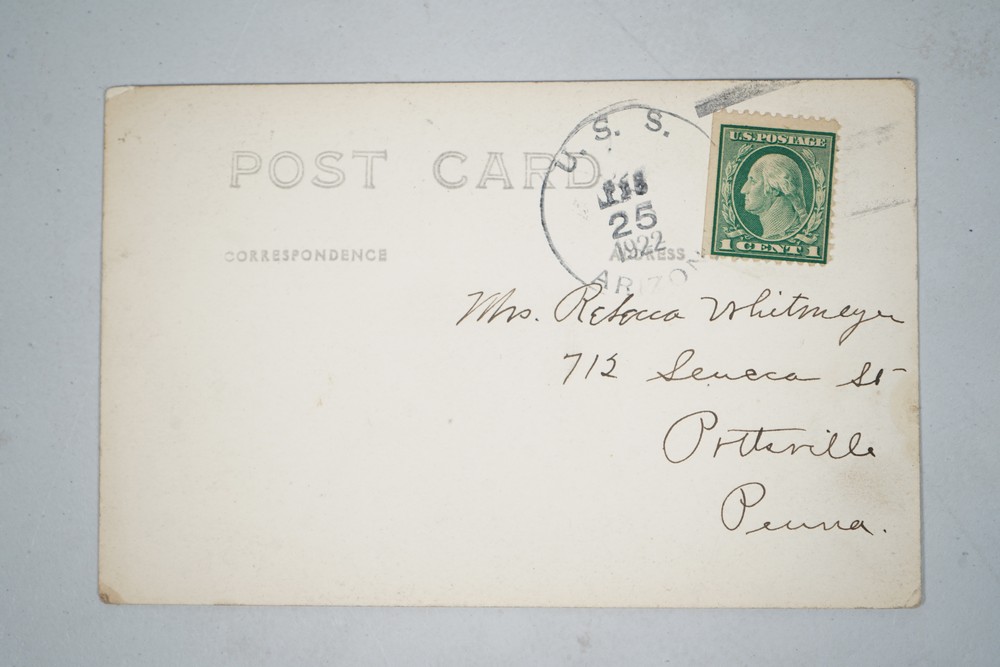 U. S. S.
POST CARD
U.S. POSTAGE
25
1922
CORRESPONDENCE
ADDRESS
1 CENT 1
ARIZON
Mrs. Rebecca Whitmeyer
712 Seneca St
Pottsville
Penna.